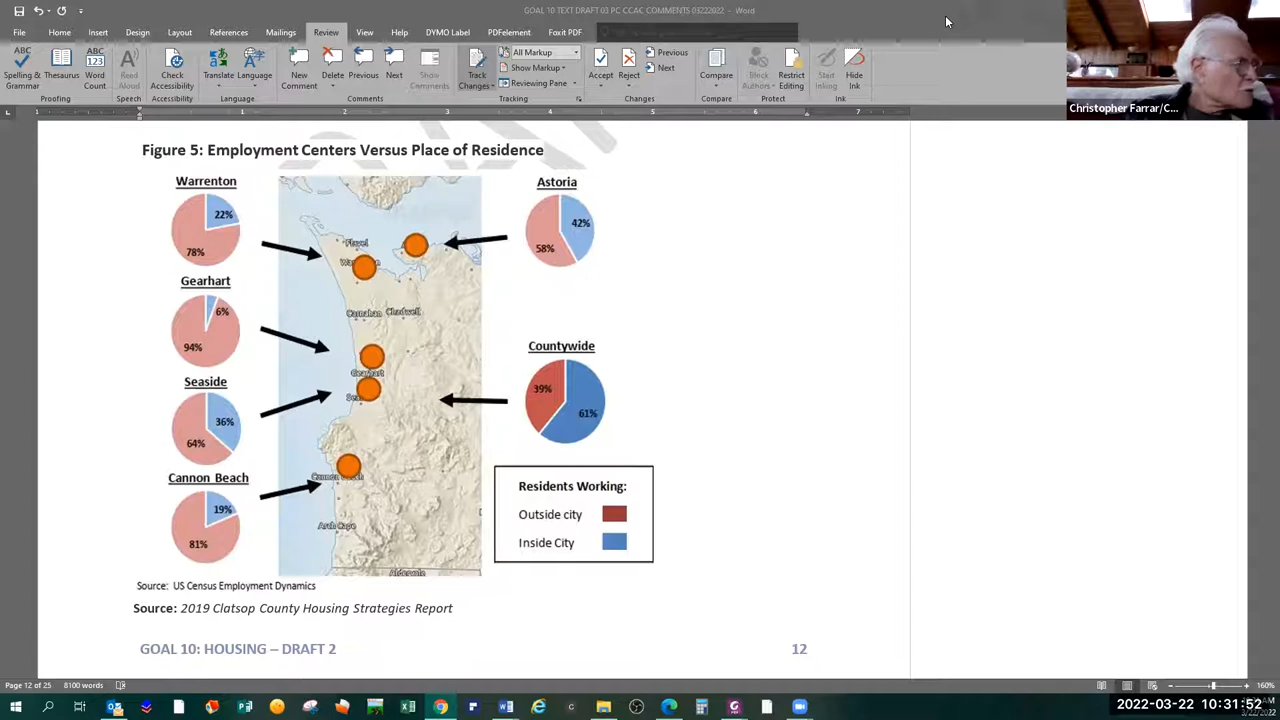 GOAL 10 TEXT DRAFT 03 PC CCAC COMMENTS 03222022 – Word
File Home Insert Design Layout References Mailings Review View Help DYMO Label PDFelement Foxit PDF
Spelling & Grammar Thesaurus Word Count Read Aloud Check Accessibility Translate Language New Comment Delete Previous Next Show Comments Track Changes All Markup Show Markup Reviewing Pane Accept Reject Previous Next Compare Block Authors Restrict Editing Start Inking Hide Ink
Proofing Speech Accessibility Language Comments Tracking Changes Compare Protect Ink
Christopher Farrar/C...
Figure 5: Employment Centers Versus Place of Residence
Warrenton
22%
78%
Astoria
42%
58%
Gearhart
6%
94%
Countywide
39%
61%
Seaside
36%
64%
Cannon Beach
19%
81%
Carnahan
Gearhart
Arch Cape
Residents Working:
Outside city
Inside City
Source: US Census Employment Dynamics
Source: 2019 Clatsop County Housing Strategies Report
GOAL 10: HOUSING – DRAFT 2 12
Page 12 of 25 8100 words 160%
2022-03-22 10:31:52